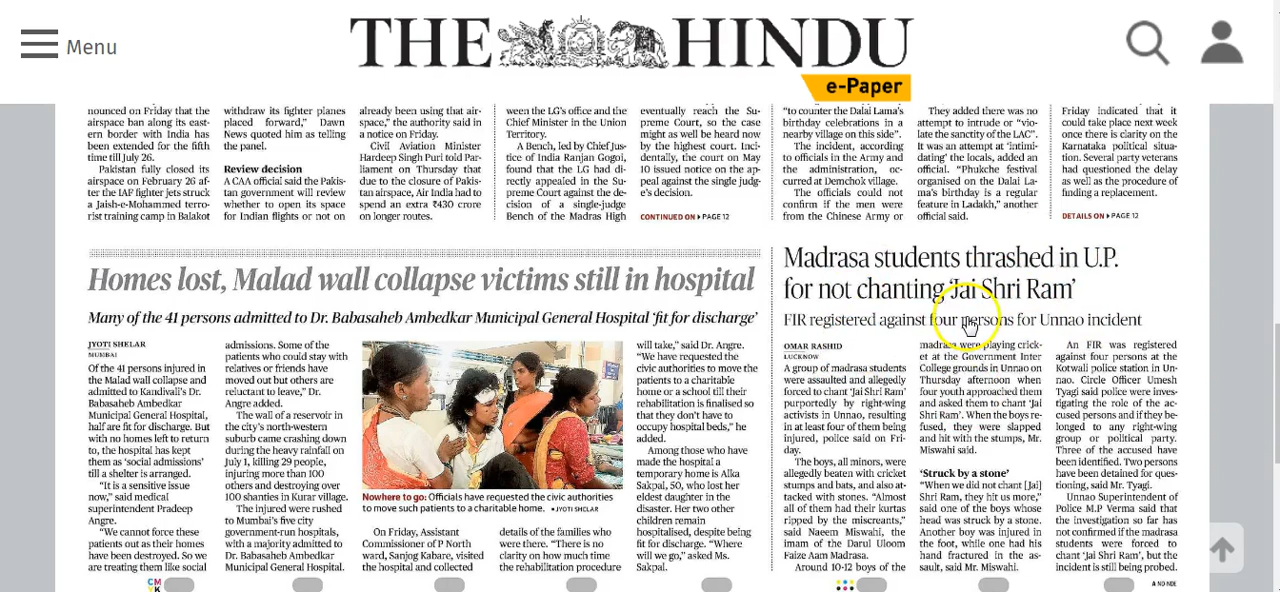 Menu
THE HINDU
e-Paper
nounced on Friday that the
airspace ban along its east-
ern border with India has
been extended for the fifth
time till July 26.
Pakistan fully closed its
airspace on February 26 af-
ter the IAF fighter jets struck
a Jaish-e-Mohammed terro-
rist training camp in Balakot
withdraw its fighter planes
placed forward,” Dawn
News quoted him as telling
the panel.
Review decision
A CAA official said the Pakis-
tan government will review
whether to open its space
for Indian flights or not on
already been using that air-
space,” the authority said in
a notice on Friday.
Civil Aviation Minister
Hardeep Singh Puri told Par-
liament on Thursday that
due to the closure of Pakis-
tan airspace, Air India had to
spend an extra ₹430 crore
on longer routes.
ween the LG’s office and the
Chief Minister in the Union
Territory.
A Bench, led by Chief Jus-
tice of India Ranjan Gogoi,
found that the LG had di-
rectly appealed in the Su-
preme Court against the de-
cision of a single-judge
Bench of the Madras High
eventually reach the Su-
preme Court, so the case
might as well be heard now
by the highest court. Inci-
dentally, the court on May
10 issued notice on the ap-
peal against the single judg-
e’s decision.
CONTINUED ON PAGE 12
“to counter the Dalai Lama’s
birthday celebrations in a
nearby village on this side”.
The incident, according
to officials in the Army and
the administration, oc-
curred at Demchok village.
The officials could not
confirm if the men were
from the Chinese Army or
They added there was no
attempt to intrude or “vio-
late the sanctity of the LAC”.
It was an attempt at ‘intimi-
dating’ the locals, added an
official. “Phukche festival
organised on the Dalai La-
ma’s birthday is a regular
feature in Ladakh,” another
official said.
Friday indicated that it
could take place next week
once there is clarity on the
Karnataka political situa-
tion. Several party veterans
had questioned the delay
as well as the procedure of
finding a replacement.
DETAILS ON PAGE 12
Homes lost, Malad wall collapse victims still in hospital
Many of the 41 persons admitted to Dr. Babasaheb Ambedkar Municipal General Hospital ‘fit for discharge’
JYOTI SHELAR
MUMBAI
Of the 41 persons injured in
the Malad wall collapse and
admitted to Kandivali’s Dr.
Babasaheb Ambedkar
Municipal General Hospital,
half are fit for discharge. But
with no homes left to return
to, the hospital has kept
them as ‘social admissions’
till a shelter is arranged.
“It is a sensitive issue
now,” said medical
superintendent Pradeep
Angre.
“We cannot force these
patients out as their homes
have been destroyed. So we
are treating them like social
admissions. Some of the
patients who could stay with
relatives or friends have
moved out but others are
reluctant to leave,” Dr.
Angre added.
The wall of a reservoir in
the city’s north-western
suburb came crashing down
during the heavy rainfall on
July 1, killing 29 people,
injuring more than 100
others and destroying over
100 shanties in Kurar village.
The injured were
rushed to Mumbai’s five city
government-run hospitals,
with a majority admitted to
Dr. Babasaheb Ambedkar
Municipal General Hospital.
Nowhere to go: Officials have requested the civic authorities
to move such patients to a charitable home. JYOTI SHELAR
On Friday, Assistant
Commissioner of P North
ward, Sanjog Kabare, visited
the hospital and collected
details of the families who
were there. “There is no
clarity on how much time
the rehabilitation procedure
will take,” said Dr. Angre.
“We have requested the
civic authorities to move the
patients to a charitable
home or a school till their
rehabilitation is finalised so
that they don’t have to
occupy hospital beds,” he
added.
Among those who have
made the hospital a
temporary home is Alka
Sakpal, 50, who lost her
eldest daughter in the
disaster. Her two other
children remain
hospitalised, despite being
fit for discharge. “Where
will we go,” asked Ms.
Sakpal.
Madrasa students thrashed in U.P.
for not chanting ‘Jai Shri Ram’
FIR registered against four persons for Unnao incident
OMAR RASHID
LUCKNOW
A group of madrasa students
were assaulted and allegedly
forced to chant ‘Jai Shri Ram’
purportedly by right-wing
activists in Unnao, resulting
in at least four of them being
injured, police said on Fri-
day.
The boys, all minors, were
allegedly beaten with cricket
stumps and bats, and also at-
tacked with stones. “Almost
all of them had their kurtas
ripped by the miscreants,”
said Naeem Miswahi, the
imam of the Darul Uloom
Faize Aam Madrasa.
Around 10-12 boys of the
madrasa were playing crick-
et at the Government Inter
College grounds in Unnao on
Thursday afternoon when
four youth approached them
and asked them to chant ‘Jai
Shri Ram’. When the boys re-
fused, they were slapped
and hit with the stumps, Mr.
Miswahi said.
‘Struck by a stone’
“When we did not chant [Jai]
Shri Ram, they hit us more,”
said one of the boys whose
head was struck by a stone.
Another boy was injured in
the foot, while one had his
hand fractured in the as-
sault, said Mr. Miswahi.
An FIR was registered
against four persons at the
Kotwali police station in Un-
nao. Circle Officer Umesh
Tyagi said police were inves-
tigating the role of the ac-
cused persons and if they be-
longed to any right-wing
group or political party.
Three of the accused have
been identified. Two persons
have been detained for ques-
tioning, said Mr. Tyagi.
Unnao Superintendent of
Police M.P Verma said that
the investigation so far has
not confirmed if the madrasa
students were forced to
chant ‘Jai Shri Ram’, but the
incident is still being probed.
CM
YK
A ND-NDE